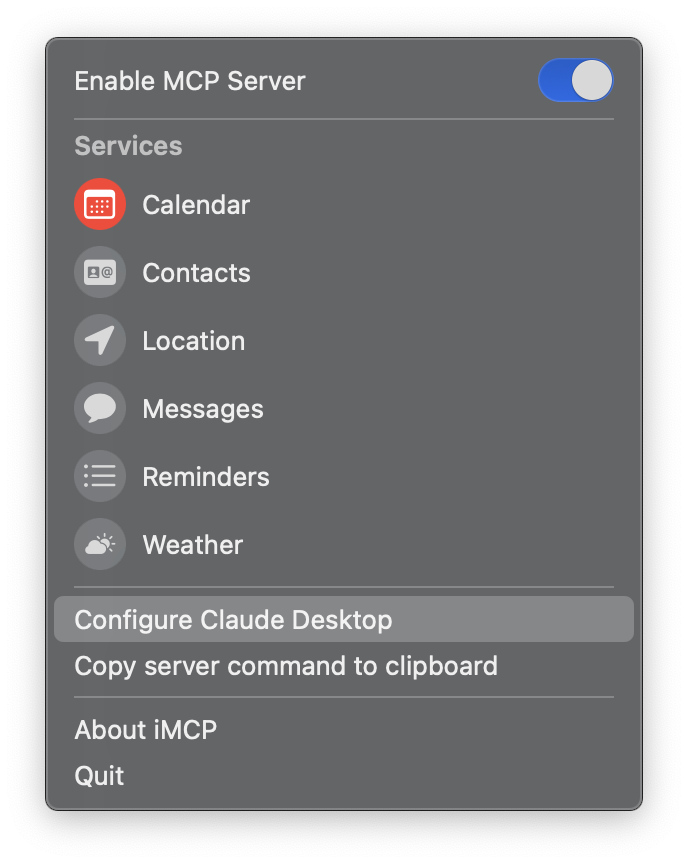 Enable MCP Server
Services
Calendar
Contacts
Location
Messages
Reminders
Weather
Configure Claude Desktop
Copy server command to clipboard
About iMCP
Quit